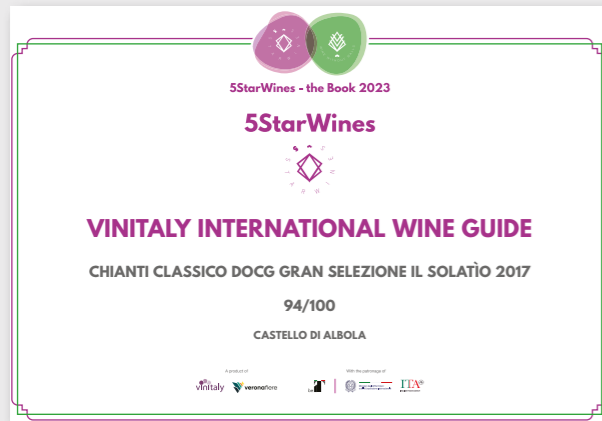 5StarWines - the Book 2023
5StarWines
VINITALY INTERNATIONAL WINE GUIDE
CHIANTI CLASSICO DOCG GRAN SELEZIONE IL SOLATÌO 2017
94/100
CASTELLO DI ALBOLA
A product of
With the patronage of
vinitaly
veronafiere
ITA